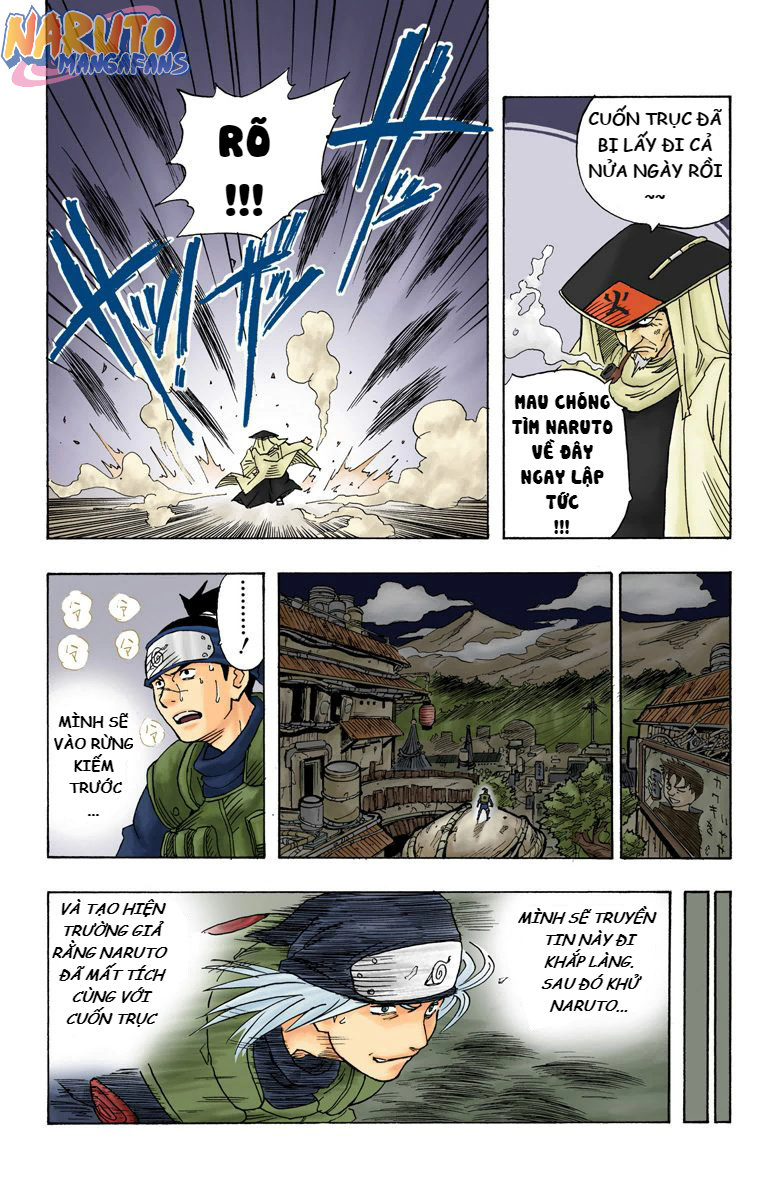 NARUTO
MANGAFANS
CUỐN TRỤC ĐÃ
BỊ LẤY ĐI CẢ
NỬA NGÀY RỒI
~~
火
MAU CHÓNG
TÌM NARUTO
VỀ ĐÂY
NGAY LẬP
TỨC
!!!
RÕ
!!!
MÌNH SẼ
VÀO RỪNG
KIẾM TRƯỚC
...
MÌNH SẼ TRUYỀN
TIN NÀY ĐI
KHẮP LÀNG.
SAU ĐÓ KHỬ
NARUTO...
VÀ TẠO HIỆN
TRƯỜNG GIẢ
RẰNG NARUTO
ĐÃ MẤT TÍCH
CÙNG VỚI
CUỐN TRỤC